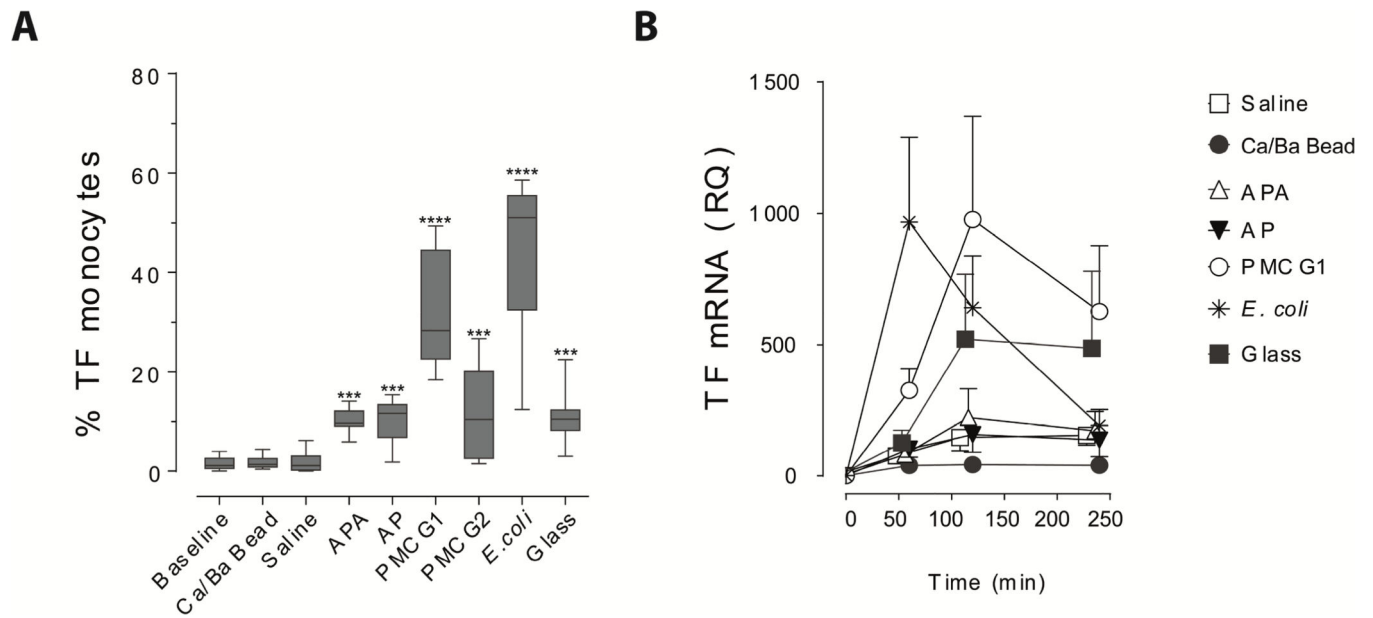 A
% TF monocytes
80
60
40
20
0
***
***
****
***
****
***
Baseline
Ca/Ba Bead
Saline
APA
AP
PMC G1
PMC G2
E.coli
Glass
B
TF mRNA (RQ)
1500
1000
500
0
0 50 100 150 200 250
Time (min)
Saline
Ca/Ba Bead
APA
AP
PMC G1
E. coli
Glass